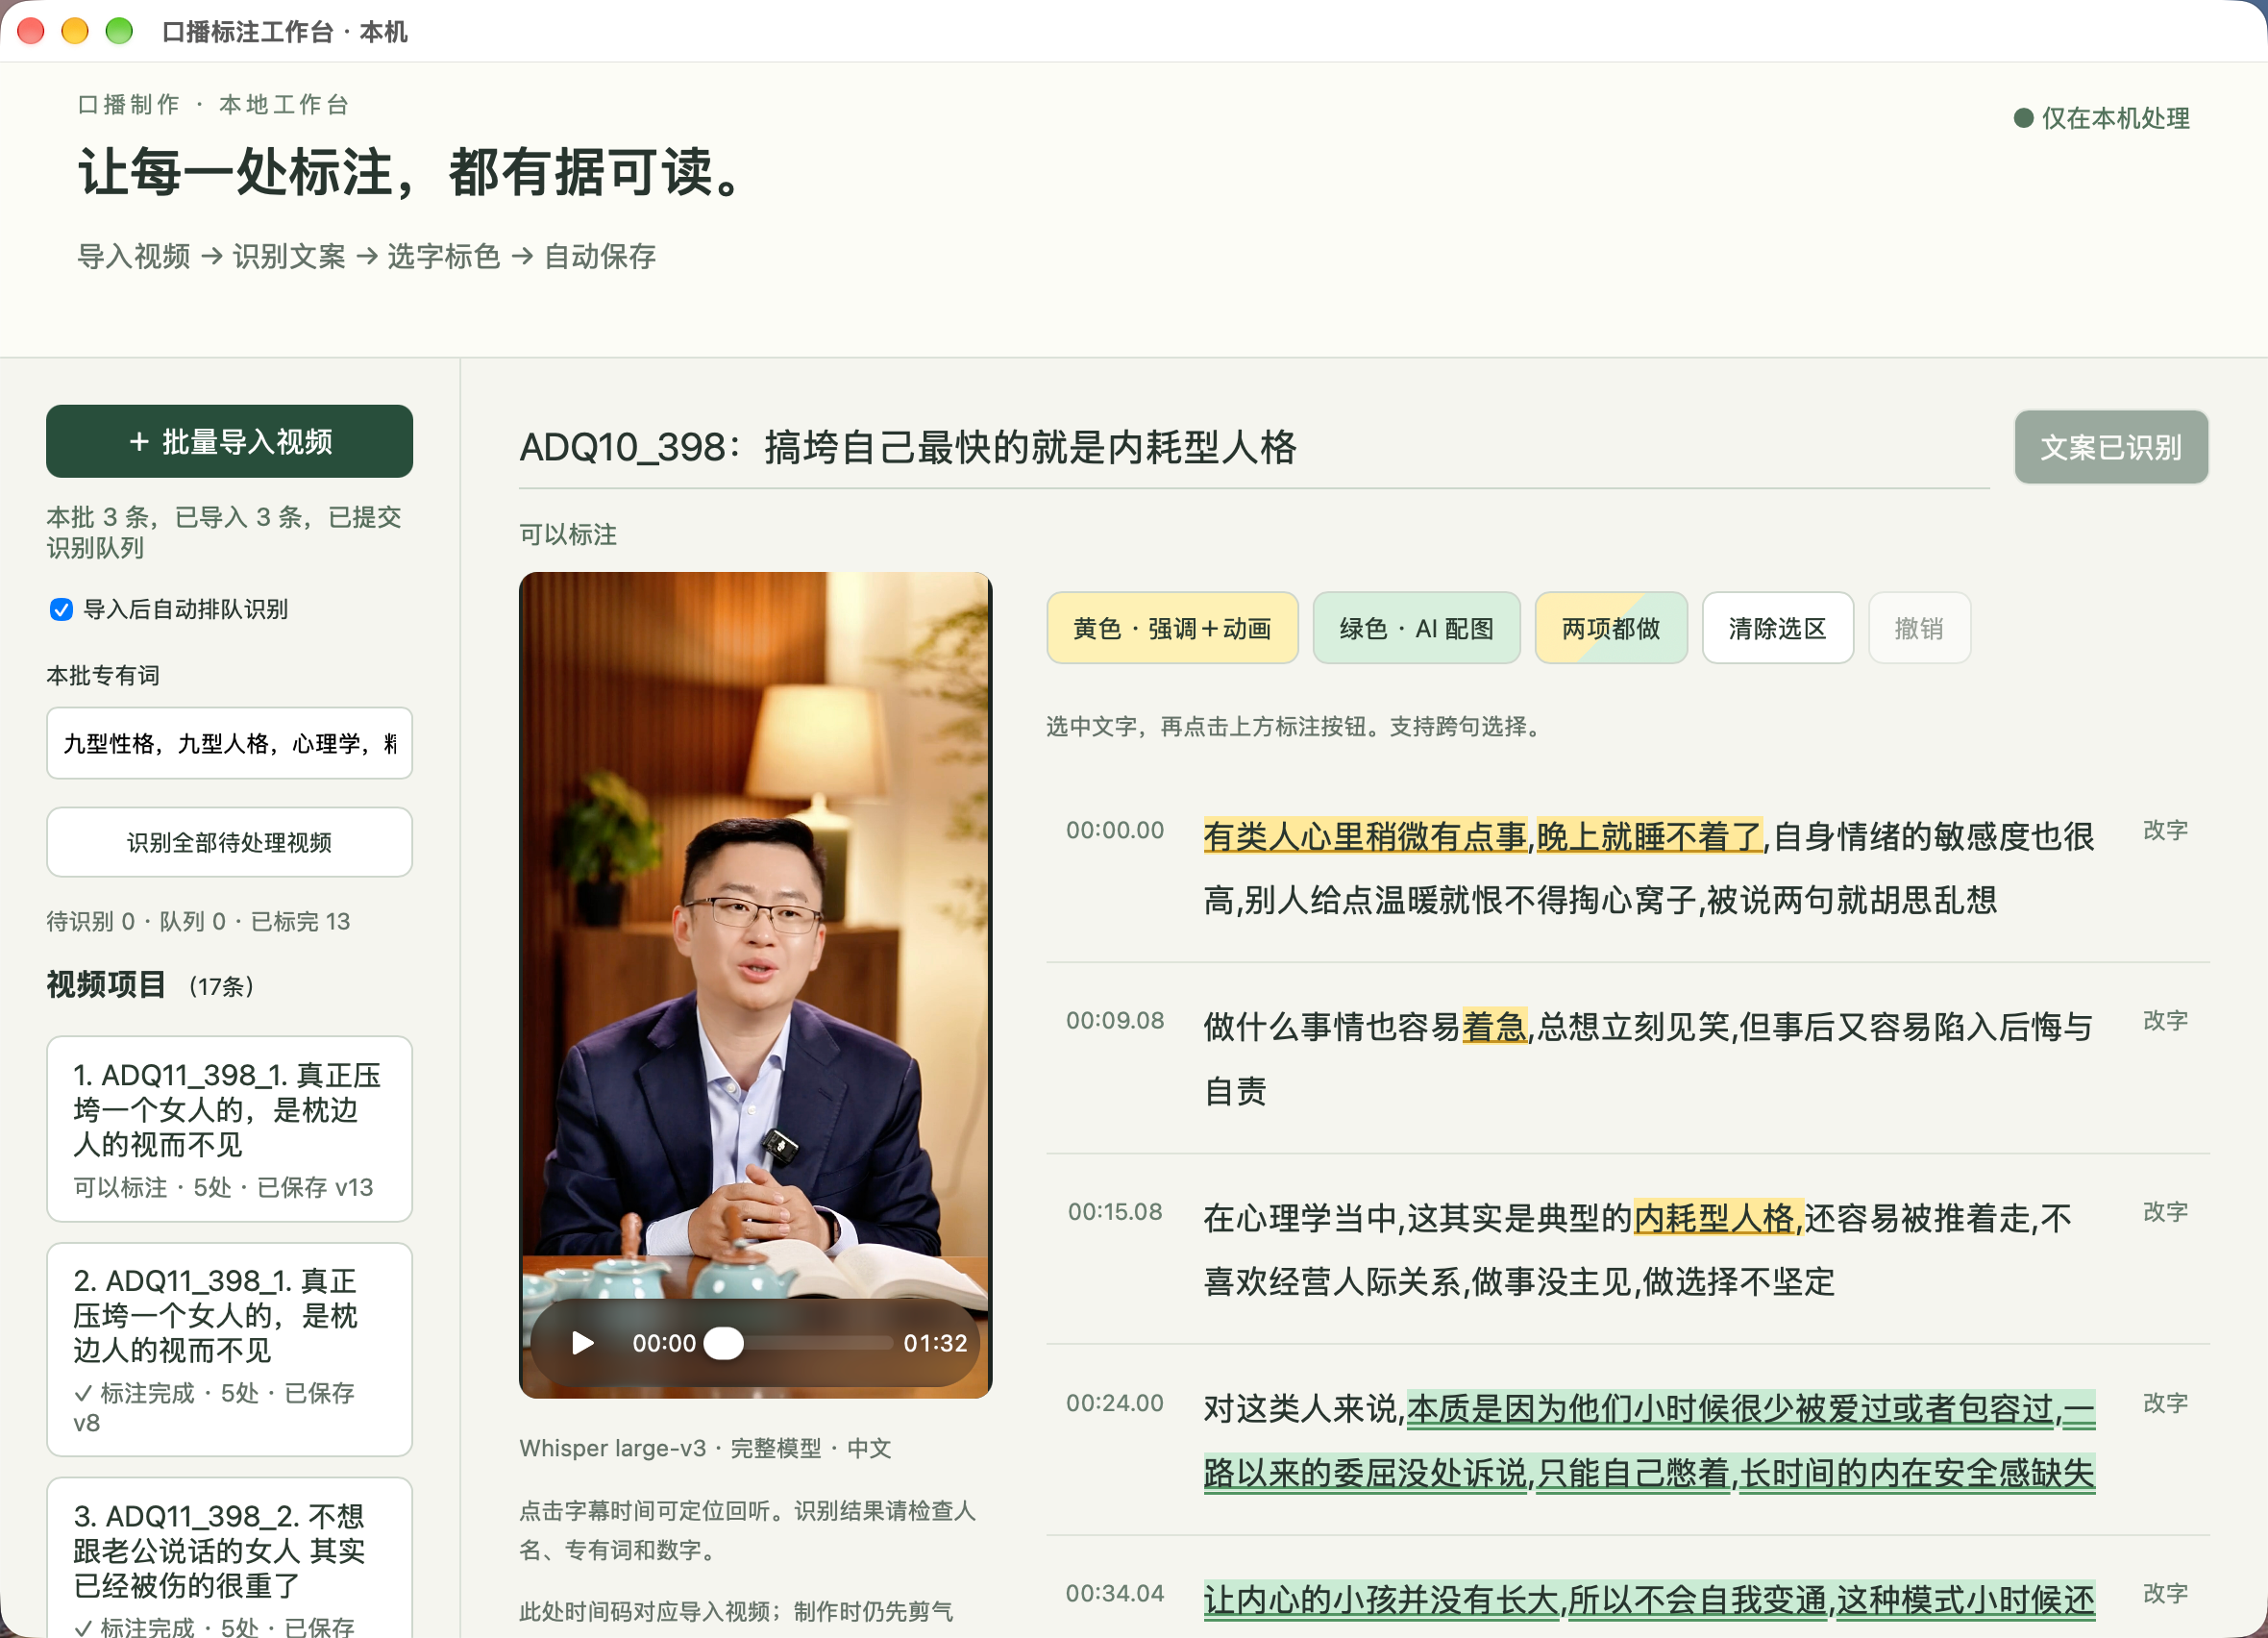 口播标注工作台 · 本机
口播制作 · 本地工作台
仅在本机处理
让每一处标注，都有据可读。
导入视频 → 识别文案 → 选字标色 → 自动保存
+ 批量导入视频
本批 3 条，已导入 3 条，已提交
识别队列
导入后自动排队识别
本批专有词
九型性格，九型人格，心理学，
识别全部待处理视频
待识别 0 · 队列 0 · 已标完 13
视频项目 (17条)
1. ADQ11_398_1. 真正压
垮一个女人的，是枕边
人的视而不见
可以标注 · 5处 · 已保存 v13
2. ADQ11_398_1. 真正
压垮一个女人的，是枕
边人的视而不见
✓ 标注完成 · 5处 · 已保存
v8
3. ADQ11_398_2. 不想
跟老公说话的女人 其实
已经被伤的很重了
✓ 标注完成 · 5处 · 已保存
ADQ10_398：搞垮自己最快的就是内耗型人格
文案已识别
可以标注
00:00
01:32
Whisper large-v3 · 完整模型 · 中文
点击字幕时间可定位回听。识别结果请检查人
名、专有词和数字。
此处时间码对应导入视频；制作时仍先剪气
黄色 · 强调＋动画
绿色 · AI 配图
两项都做
清除选区
撤销
选中文字，再点击上方标注按钮。支持跨句选择。
00:00.00
有类人心里稍微有点事,晚上就睡不着了,自身情绪的敏感度也很
高,别人给点温暖就恨不得掏心窝子,被说两句就胡思乱想
改字
00:09.08
做什么事情也容易着急,总想立刻见笑,但事后又容易陷入后悔与
自责
改字
00:15.08
在心理学当中,这其实是典型的内耗型人格,还容易被推着走,不
喜欢经营人际关系,做事没主见,做选择不坚定
改字
00:24.00
对这类人来说,本质是因为他们小时候很少被爱过或者包容过,一
路以来的委屈没处诉说,只能自己憋着,长时间的内在安全感缺失
改字
00:34.04
让内心的小孩并没有长大,所以不会自我变通,这种模式小时候还
改字